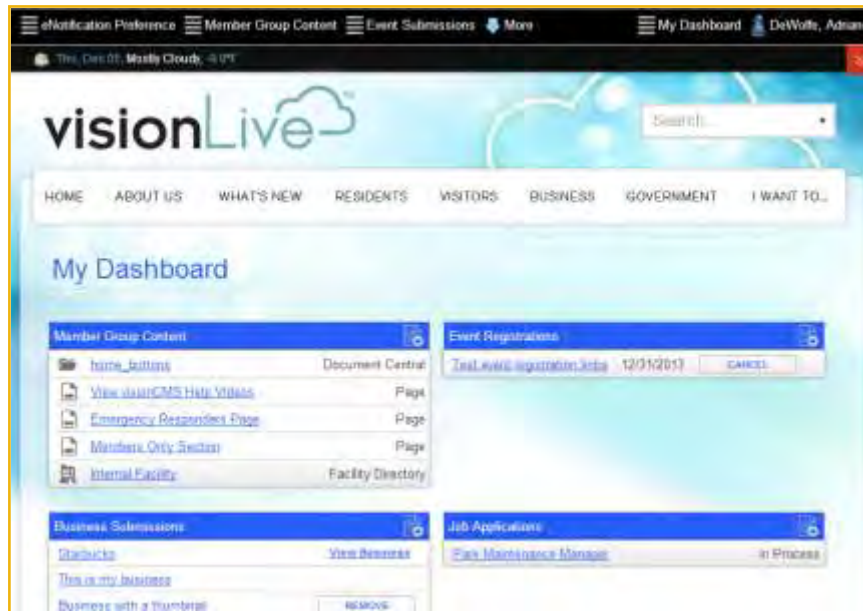 eNotification Preference Member Group Content Event Submissions More My Dashboard DeWolfe, Adrian
Mostly Cloudy,
visionLive
Search...
HOME ABOUT US WHAT'S NEW RESIDENTS VISITORS BUSINESS GOVERNMENT I WANT TO...
My Dashboard
Member Group Content
home_buttons Document Central
View visionCMS Help Videos Page
Emergency Responders Page Page
Members Only Section Page
Internal Facility Facility Directory
Event Registrations
Test event registration 12/31/2013 CANCEL
Business Submissions
Starbucks View Business
This is my business
Business with a thumbnail REMOVE
Job Applications
Park Maintenance Manager In Process